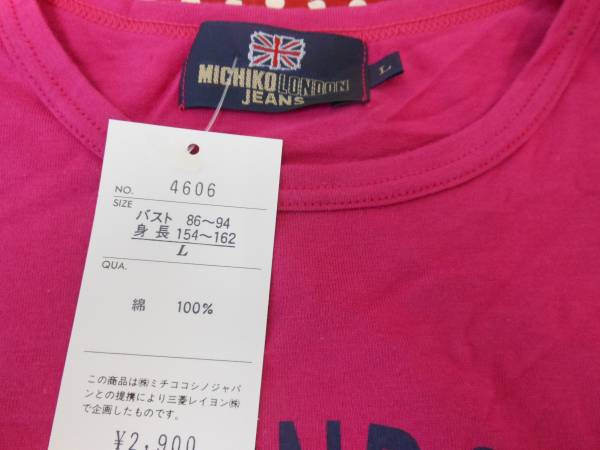 MICHIKO LONDON
JEANS
L
NO. 4606
SIZE
バスト 86〜94
身長 154〜162
L
QUA.
綿 100%
この商品は㈱ミチココシノジャパ
ンとの提携により三菱レイヨン㈱
で企画したものです。
¥2,900